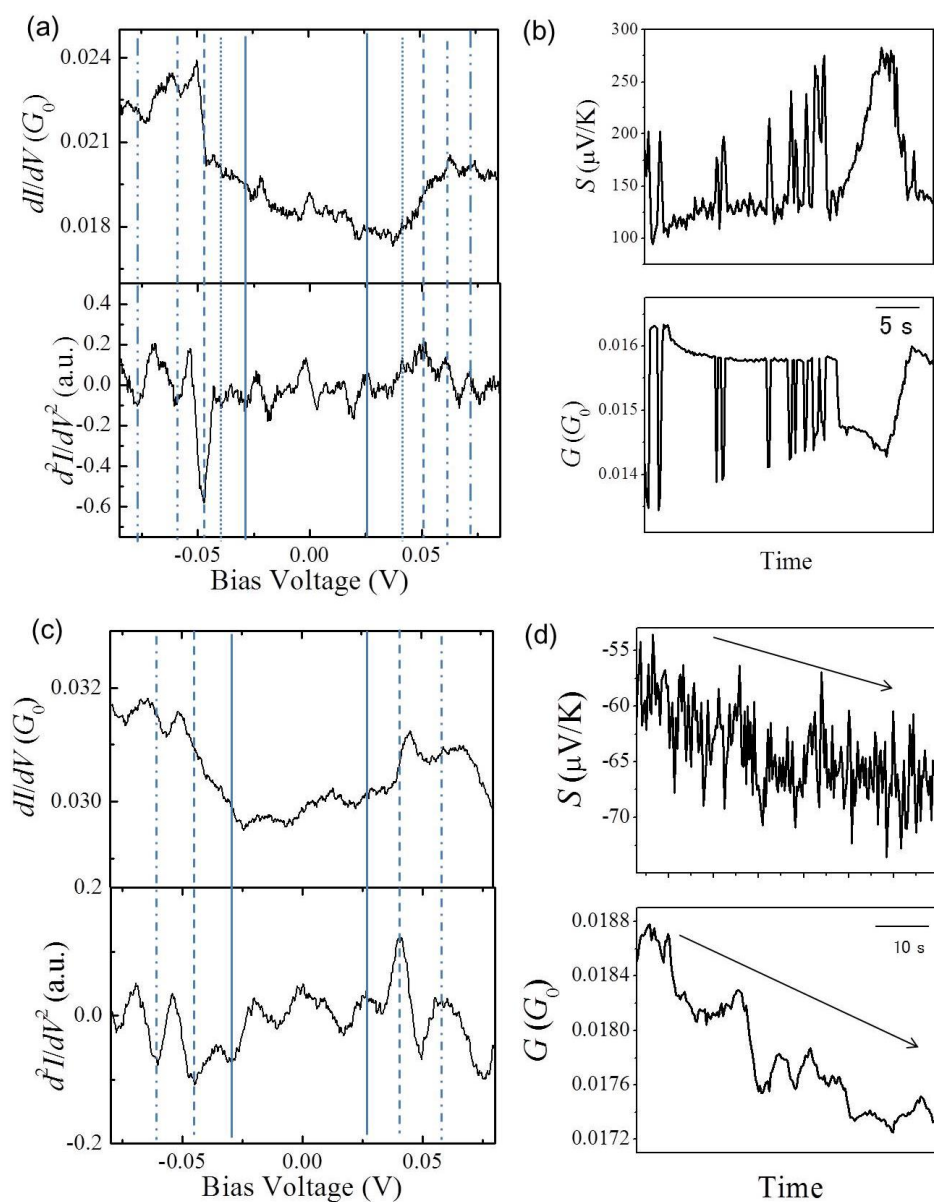 (a)
dI/dV (G₀)
0.024
0.021
0.018
d²I/dV² (a.u.)
0.4
0.2
0.0
-0.2
-0.4
-0.6
-0.05 0.00 0.05
Bias Voltage (V)
(b)
S (μV/K)
300
250
200
150
100
G (G₀)
0.016
0.015
0.014
5 s
Time
(c)
dI/dV (G₀)
0.032
0.030
0.2
d²I/dV² (a.u.)
0.0
-0.2
-0.05 0.00 0.05
Bias Voltage (V)
(d)
S (μV/K)
-55
-60
-65
-70
G (G₀)
0.0188
0.0184
0.0180
0.0176
0.0172
10 s
Time